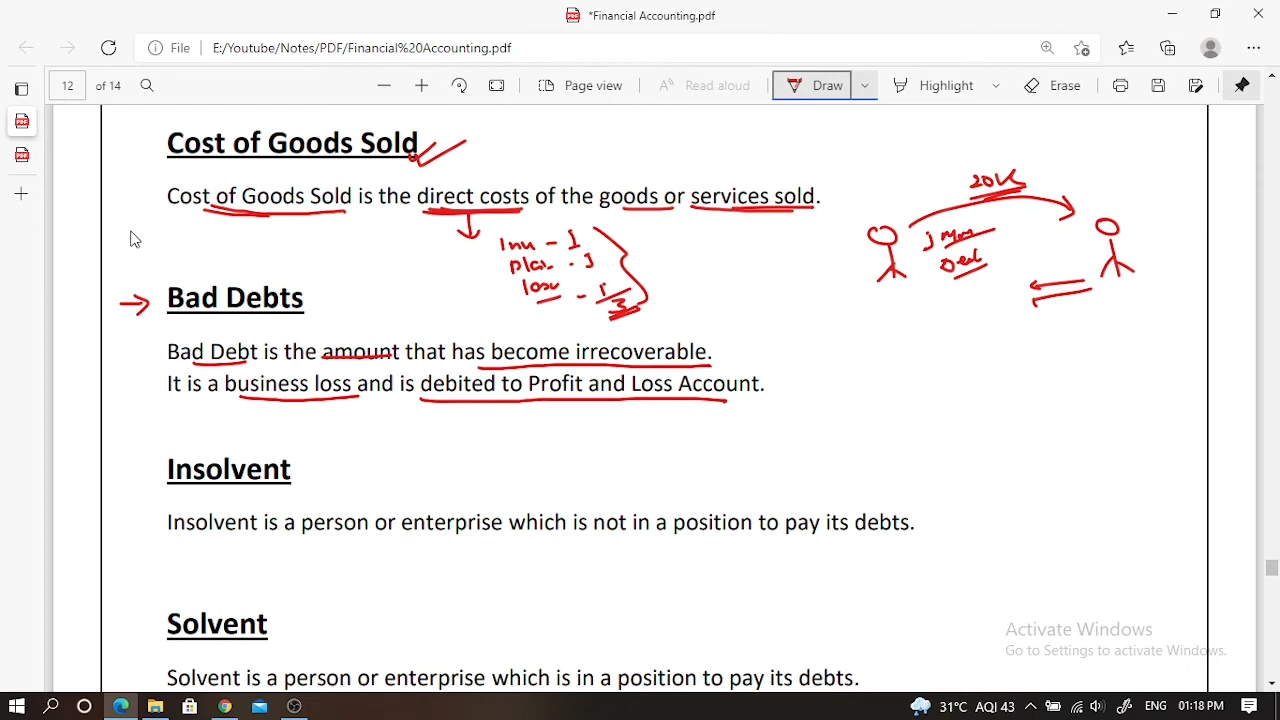 *Financial Accounting.pdf
File E:/Youtube/Notes/PDF/Financial%20Accounting.pdf
12 of 14 Page view Read aloud Draw Highlight Erase
Cost of Goods Sold
Cost of Goods Sold is the direct costs of the goods or services sold.
20K
Bad Debts
Bad Debt is the amount that has become irrecoverable.
It is a business loss and is debited to Profit and Loss Account.
Insolvent
Insolvent is a person or enterprise which is not in a position to pay its debts.
Solvent
Solvent is a person or enterprise which is in a position to pay its debts.
Activate Windows
Go to Settings to activate Windows.
31°C AQI 43 ENG 01:18 PM